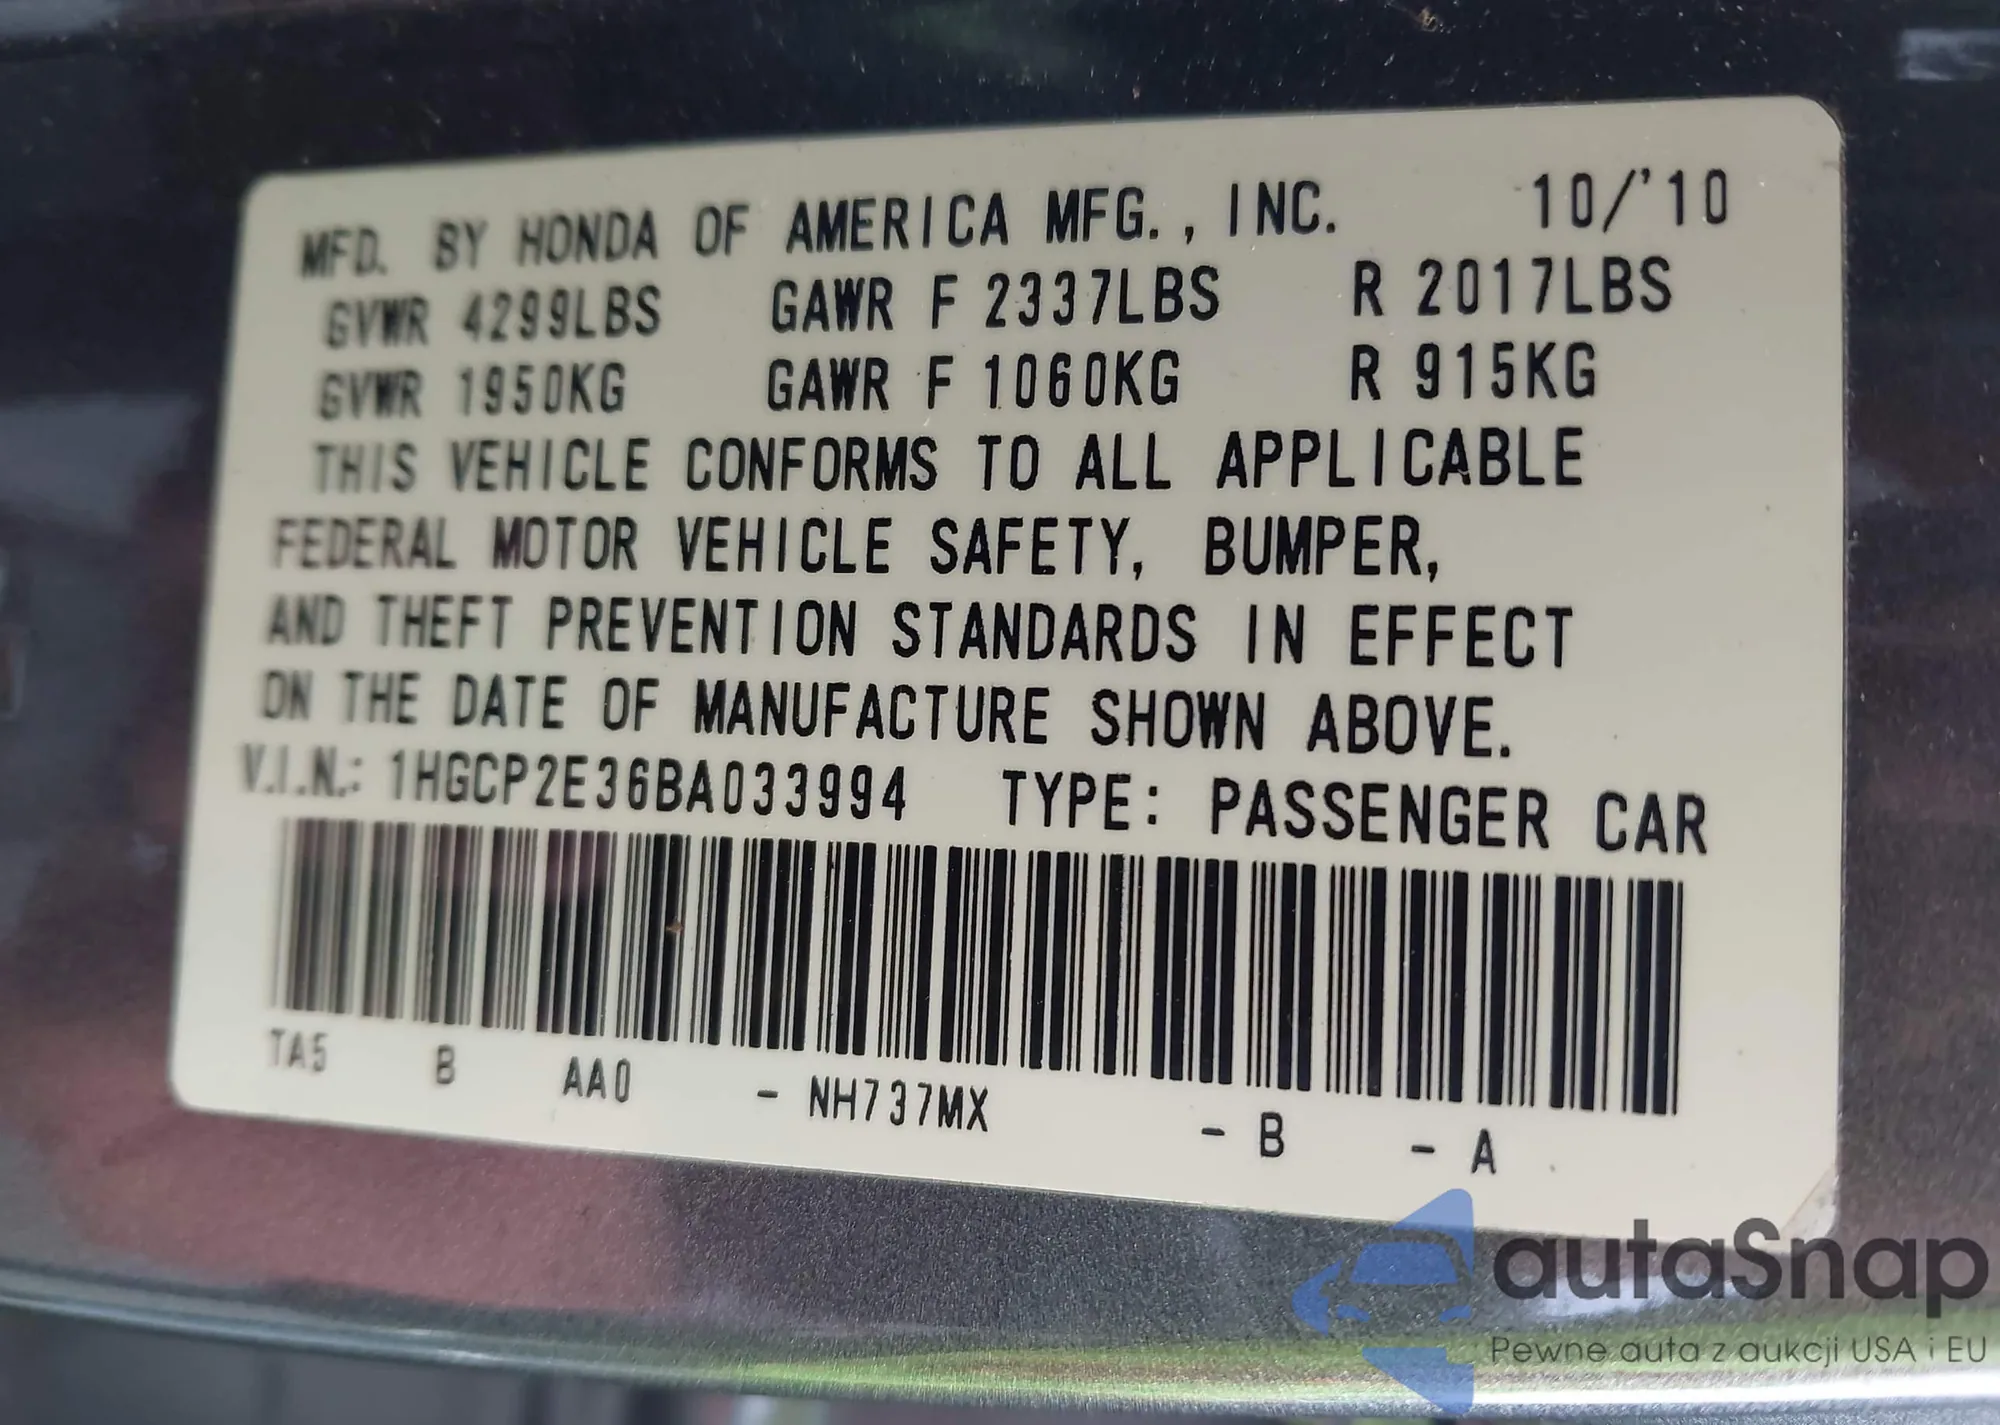 MFD. BY HONDA OF AMERICA MFG., INC. 10/'10
GVWR 4299LBS GAWR F 2337LBS R 2017LBS
GVWR 1950KG GAWR F 1060KG R 915KG
THIS VEHICLE CONFORMS TO ALL APPLICABLE
FEDERAL MOTOR VEHICLE SAFETY, BUMPER,
AND THEFT PREVENTION STANDARDS IN EFFECT
ON THE DATE OF MANUFACTURE SHOWN ABOVE.
V.I.N.: 1HGCP2E36BA033994 TYPE: PASSENGER CAR
TA5 B AA0 - NH737MX - B - A
autaSnap
Pewne auta z aukcji USA i EU